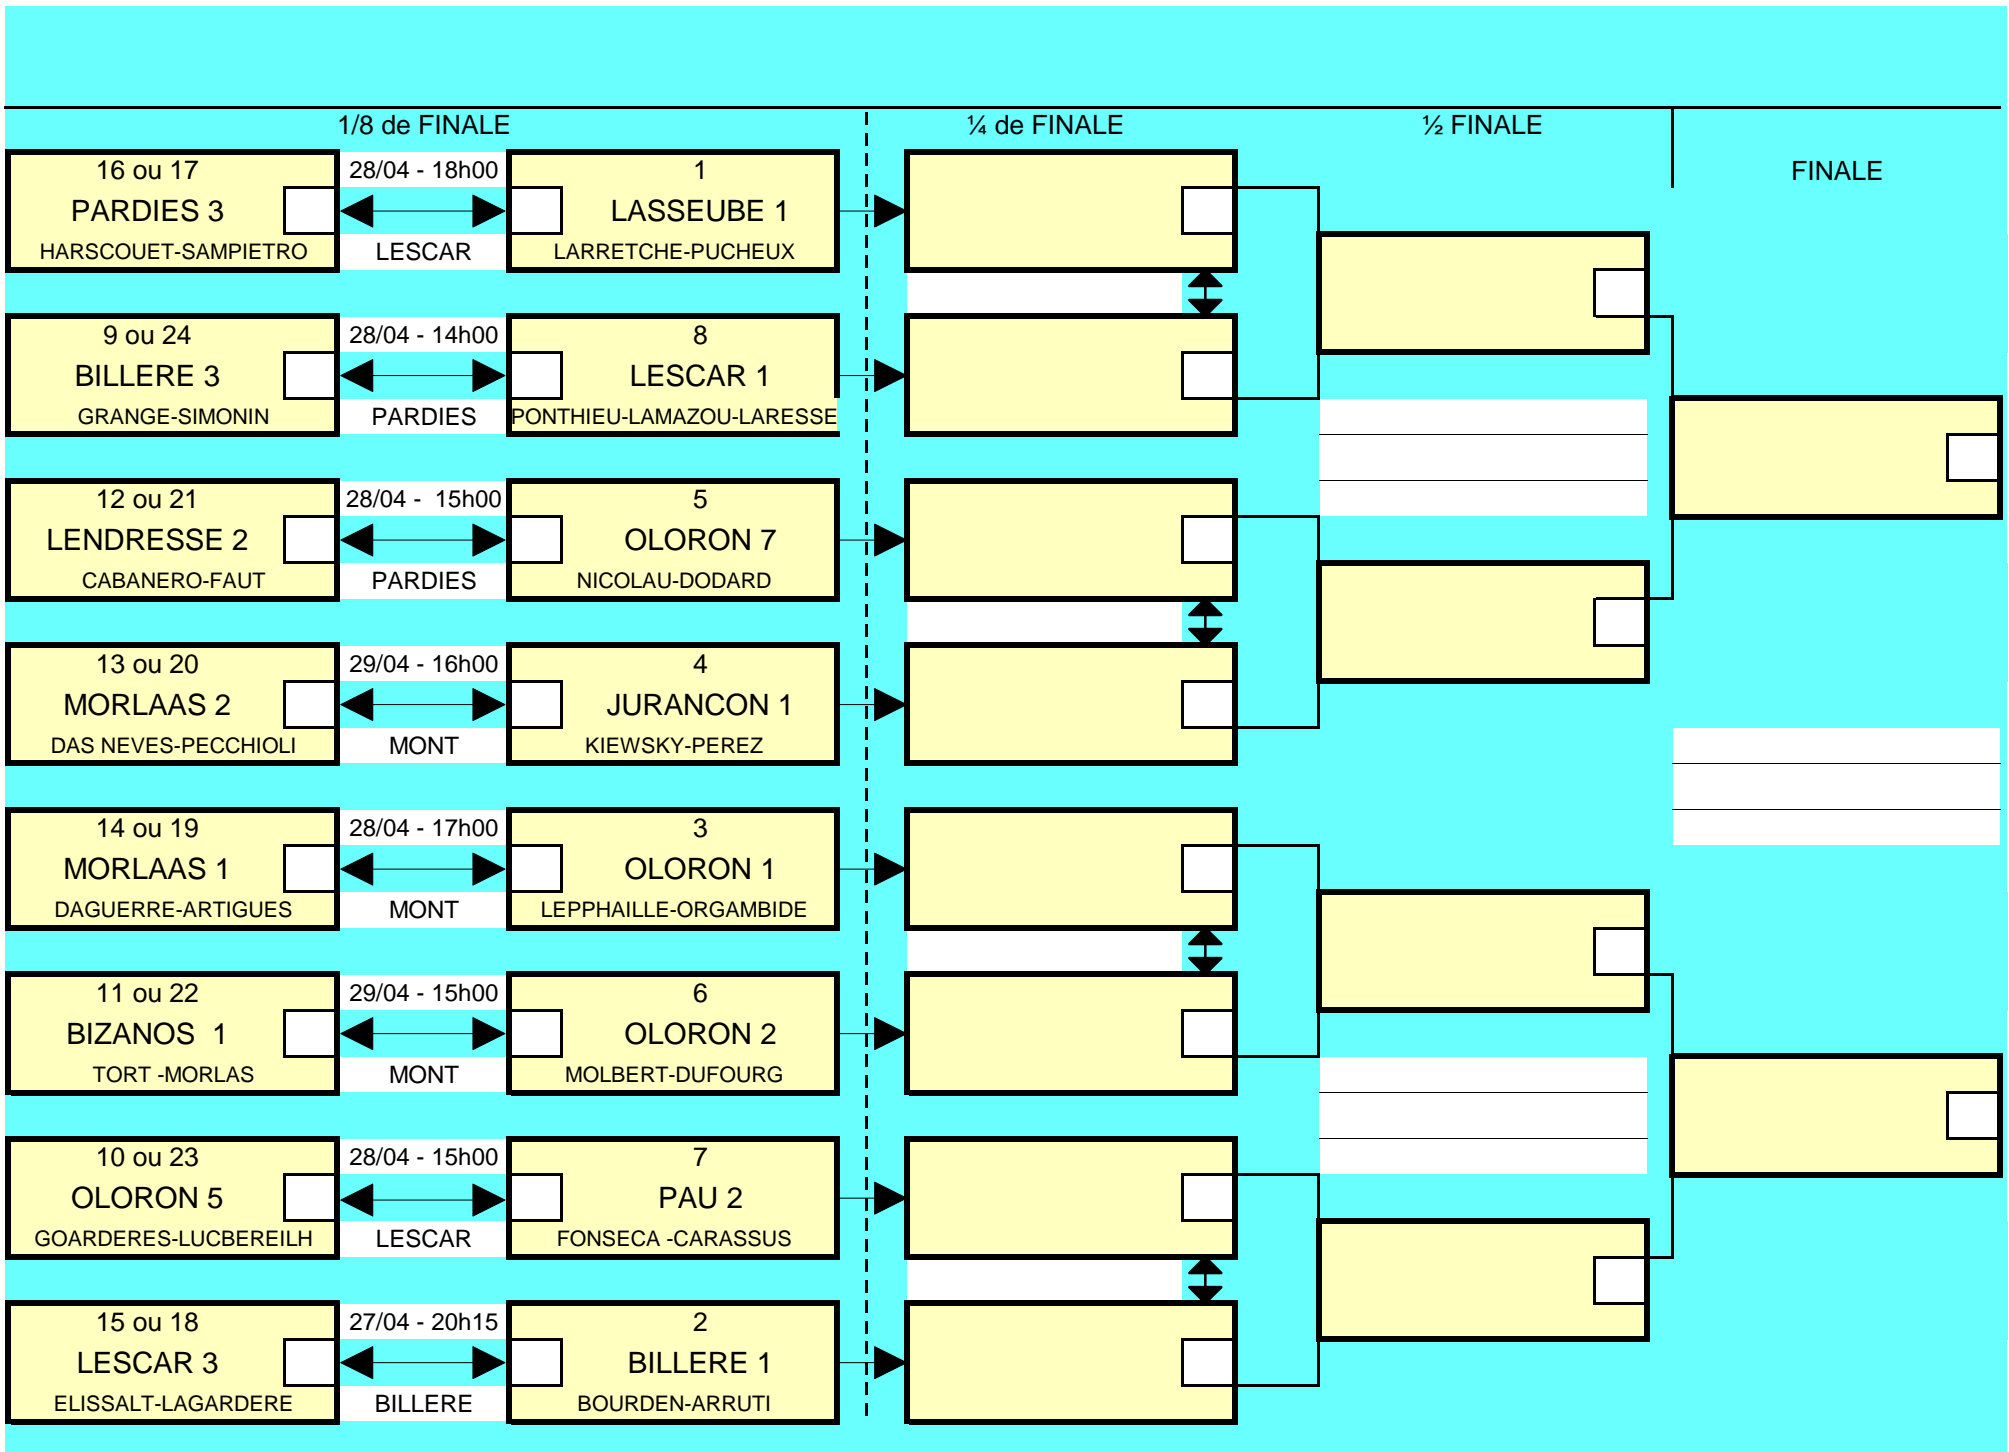 1/8 de FINALE
¼ de FINALE
½ FINALE
FINALE
16 ou 17
PARDIES 3
HARSCOUET-SAMPIETRO
28/04 - 18h00
LESCAR
1
LASSEUBE 1
LARRETCHE-PUCHEUX
9 ou 24
BILLERE 3
GRANGE-SIMONIN
28/04 - 14h00
PARDIES
8
LESCAR 1
PONTHIEU-LAMAZOU-LARESSE
12 ou 21
LENDRESSE 2
CABANERO-FAUT
28/04 - 15h00
PARDIES
5
OLORON 7
NICOLAU-DODARD
13 ou 20
MORLAAS 2
DAS NEVES-PECCHIOLI
29/04 - 16h00
MONT
4
JURANCON 1
KIEWSKY-PEREZ
14 ou 19
MORLAAS 1
DAGUERRE-ARTIGUES
28/04 - 17h00
MONT
3
OLORON 1
LEPPHAILLE-ORGAMBIDE
11 ou 22
BIZANOS 1
TORT -MORLAS
29/04 - 15h00
MONT
6
OLORON 2
MOLBERT-DUFOURG
10 ou 23
OLORON 5
GOARDERES-LUCBEREILH
28/04 - 15h00
LESCAR
7
PAU 2
FONSECA -CARASSUS
15 ou 18
LESCAR 3
ELISSALT-LAGARDERE
27/04 - 20h15
BILLERE
2
BILLERE 1
BOURDEN-ARRUTI